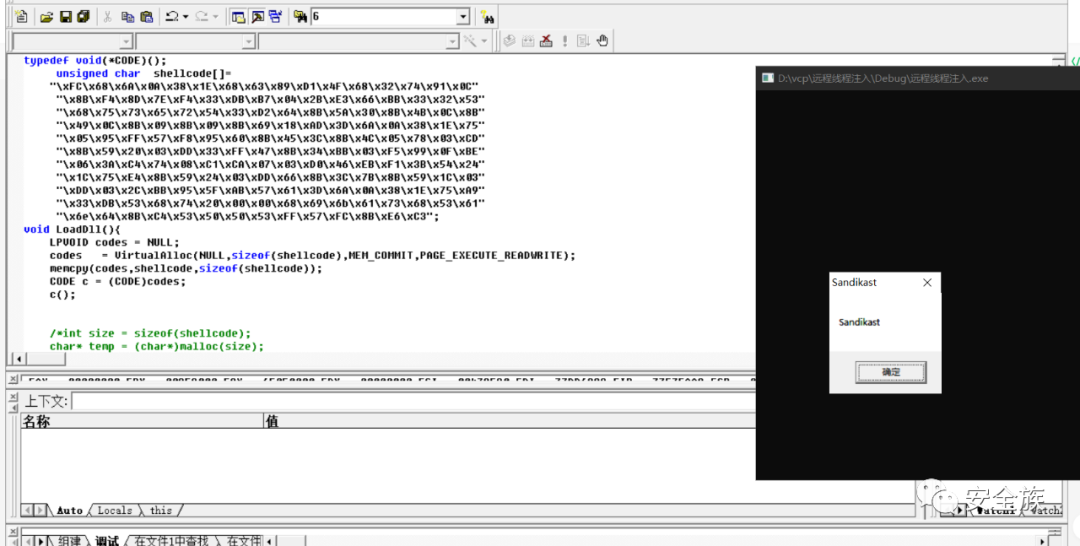 6
typedef void(*CODE)();
unsigned char shellcode[]=
"\xFC\x68\x6A\x0A\x38\x1E\x68\x63\x89\xD1\x4F\x68\x32\x74\x91\x0C"
"\x8B\xF4\x8D\x7E\xF4\x33\xDB\xB7\x04\x2B\xE3\x66\xBB\x33\x32\x53"
"\x68\x75\x73\x65\x72\x54\x33\xD2\x64\x8B\x5A\x30\x8B\x4B\x0C\x8B"
"\x49\x0C\x8B\x09\x8B\x09\x8B\x69\x18\xAD\x3D\x6A\x0A\x38\x1E\x75"
"\x05\x95\xFF\x57\xF8\x95\x60\x8B\x45\x3C\x8B\x4C\x05\x78\x03\xCD"
"\x8B\x59\x20\x03\xDD\x33\xFF\x47\x8B\x34\xBB\x03\xF5\x99\x0F\xBE"
"\x06\x3A\xC4\x74\x08\xC1\xCA\x07\x03\xD0\x46\xEB\xF1\x3B\x54\x24"
"\x1C\x75\xE4\x8B\x59\x24\x03\xDD\x66\x8B\x3C\x7B\x8B\x59\x1C\x03"
"\xDD\x03\x2C\xBB\x95\x5F\xAB\x57\x61\x3D\x6A\x0A\x38\x1E\x75\xA9"
"\x33\xDB\x53\x68\x74\x20\x00\x00\x68\x69\x6b\x61\x73\x68\x53\x61"
"\x6e\x64\x8B\xC4\x53\x50\x50\x53\xFF\x57\xFC\x8B\xE6\xC3";
void LoadDll(){
LPVOID codes = NULL;
codes = VirtualAlloc(NULL,sizeof(shellcode),MEM_COMMIT,PAGE_EXECUTE_READWRITE);
memcpy(codes,shellcode,sizeof(shellcode));
CODE c = (CODE)codes;
c();
/*int size = sizeof(shellcode);
char* temp = (char*)malloc(size);
D:\vcp\远程线程注入\Debug\远程线程注入.exe
Sandikast
Sandikast
确定
上下文:
名称 值
Auto Locals this
Watch1 Watch2
安全族
组建 调试 在文件1中查找 在文件